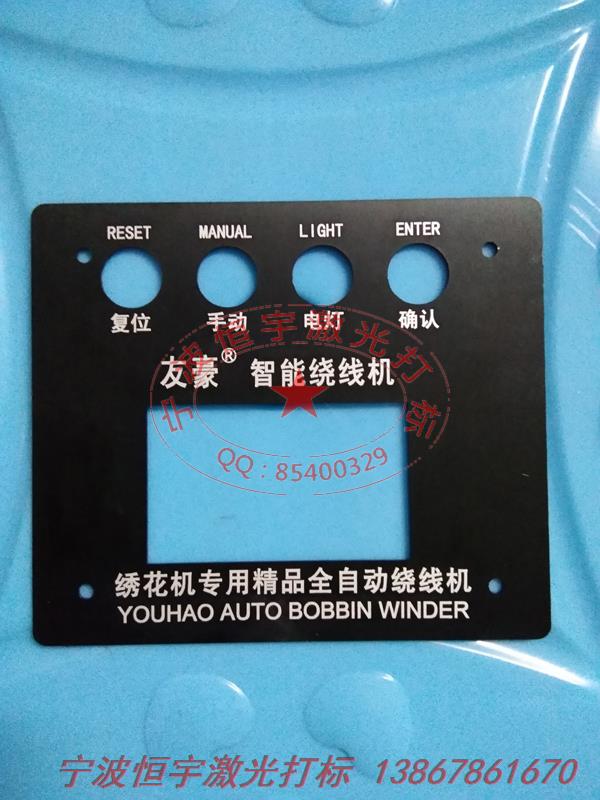 RESET MANUAL LIGHT ENTER
复位 手动 电灯 确认
友豪® 智能绕线机
宁波恒宇激光打标
QQ:85400329
绣花机专用精品全自动绕线机
YOUHAO AUTO BOBBIN WINDER
宁波恒宇激光打标 13867861670